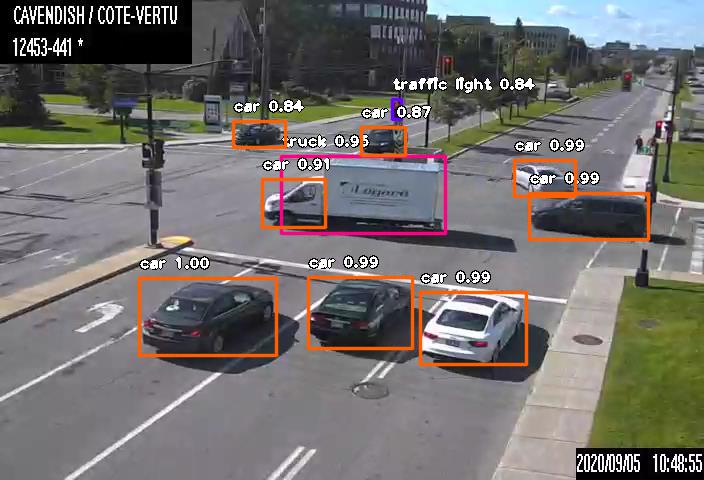 CAVENDISH / COTE-VERTU
12453-441 *
traffic light 0.84
car 0.84
car 0.87
truck 0.95
car 0.99
car 0.91
car 0.99
Logard
car 1.00
car 0.99
car 0.99
2020/09/05 10:48:55